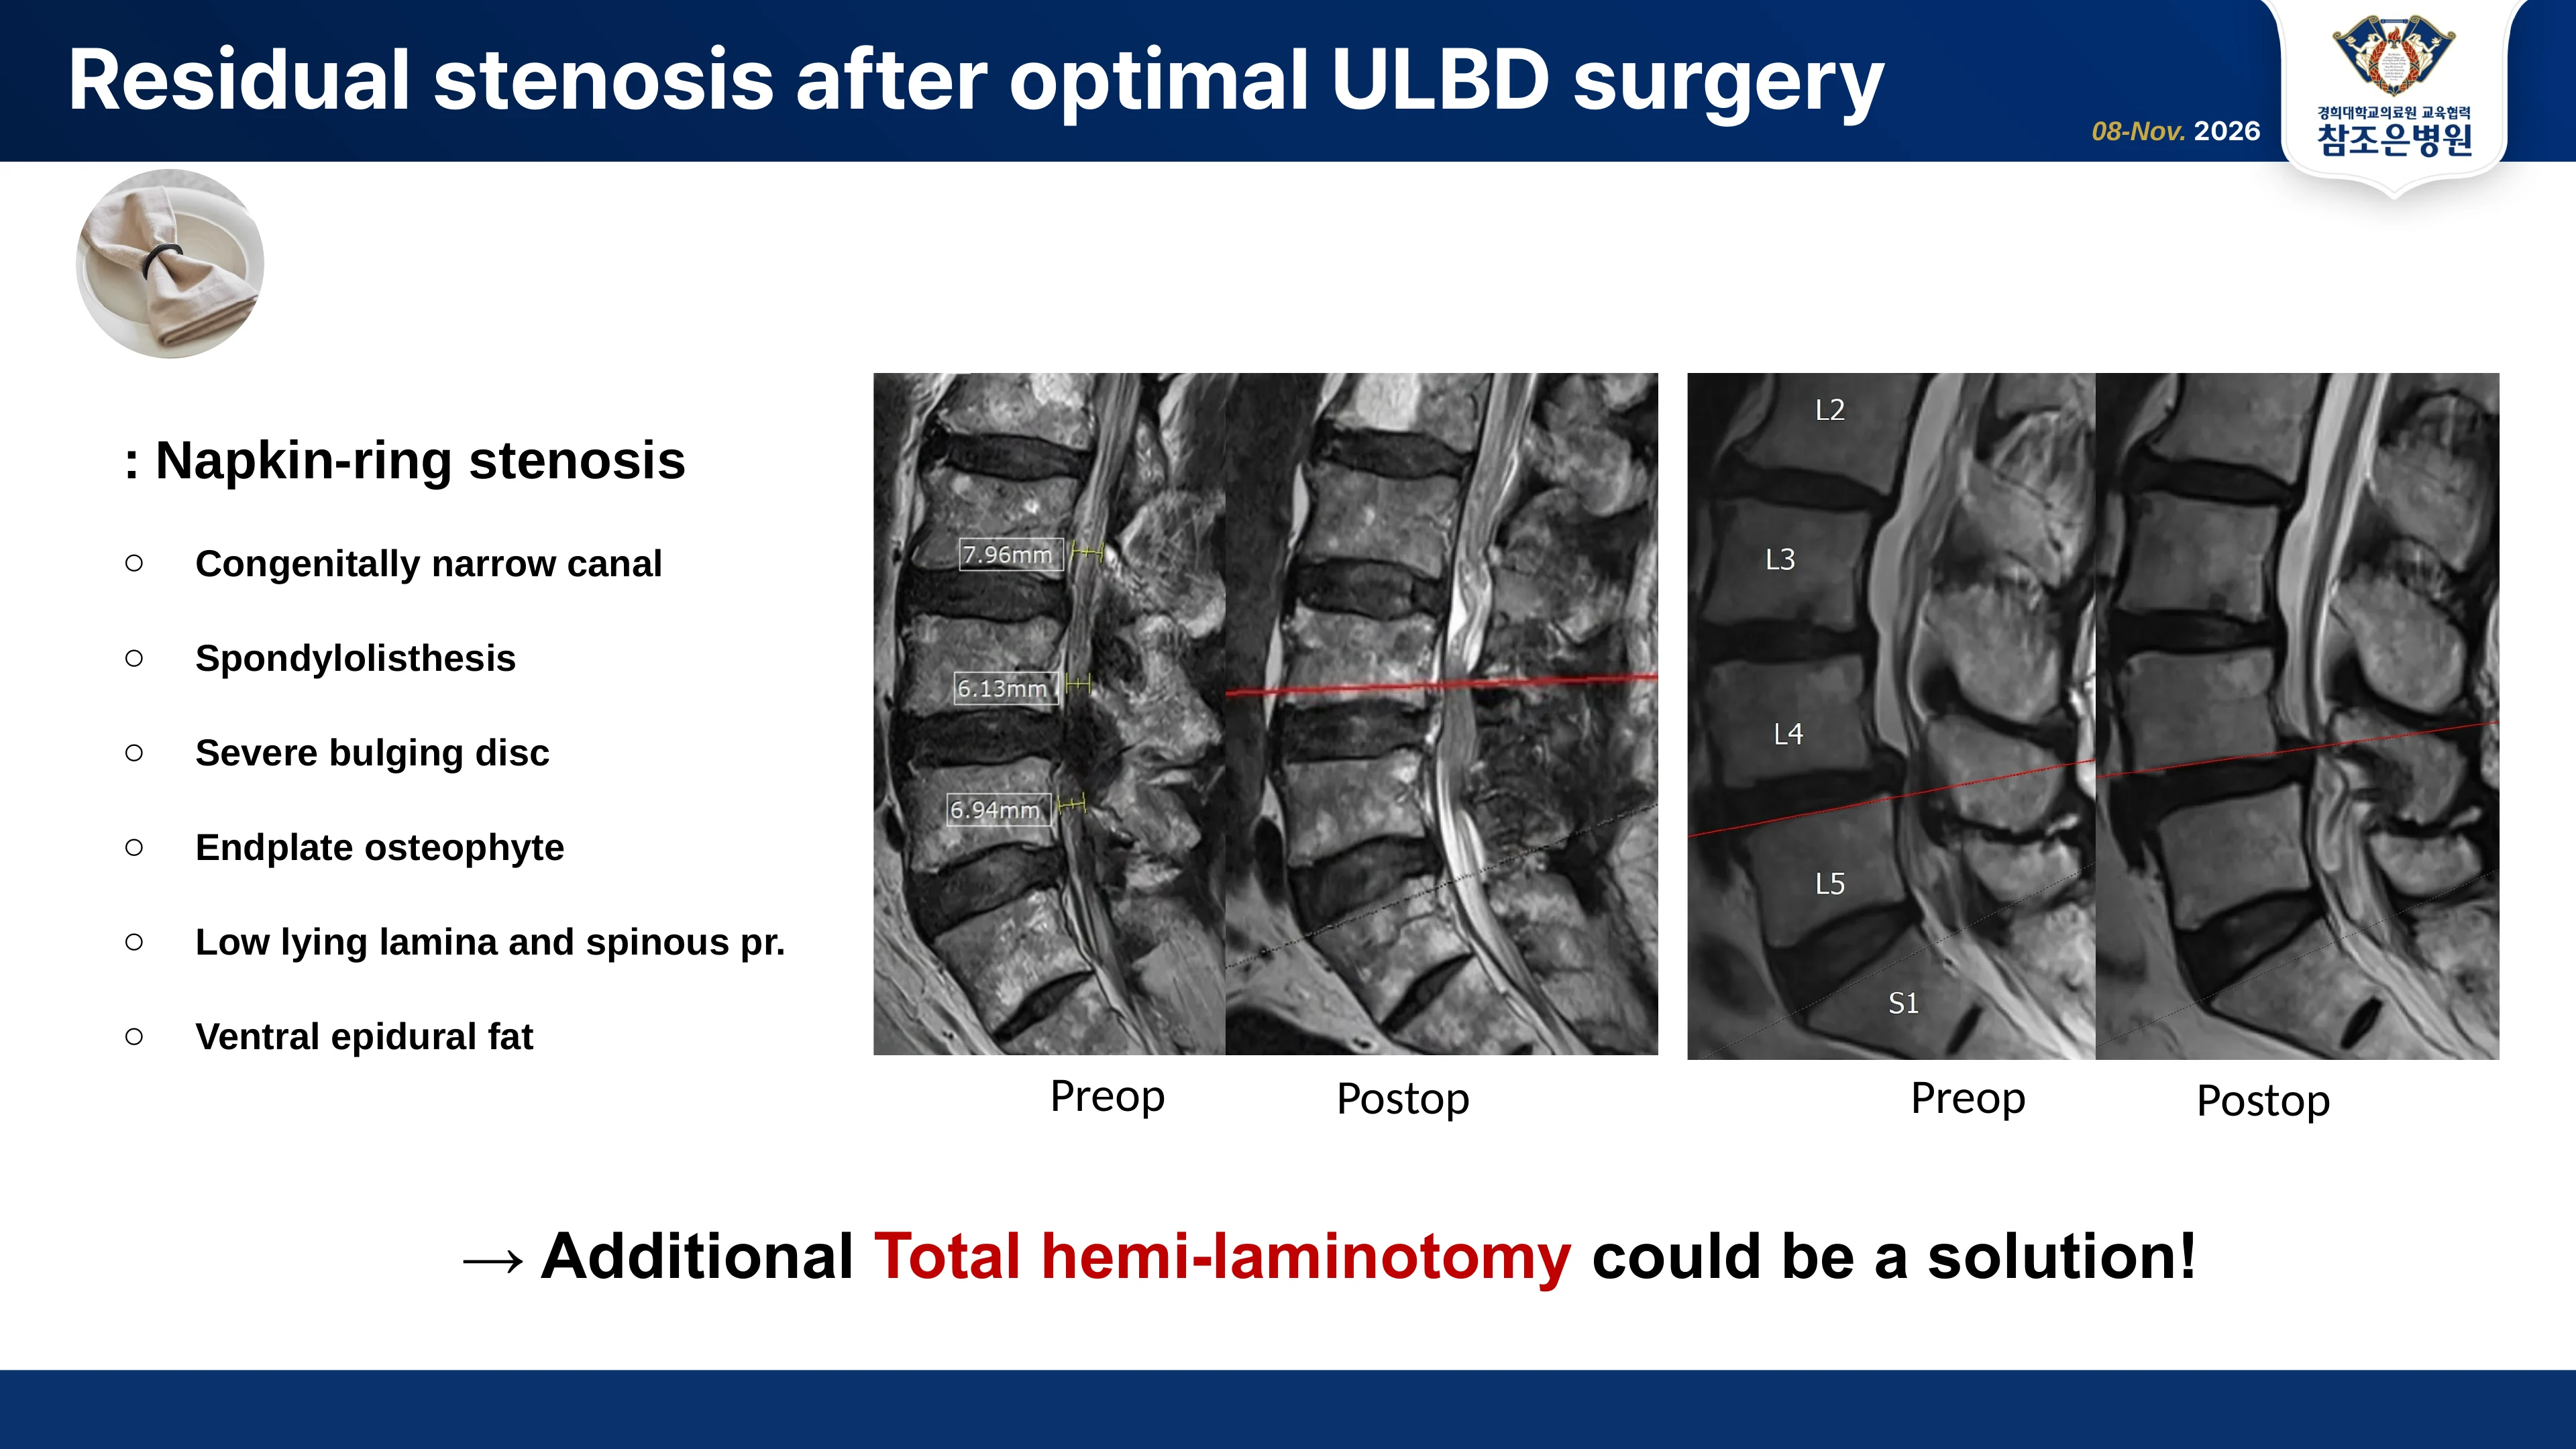 Residual stenosis after optimal ULBD surgery
08-Nov. 2026
경희대학교의료원 교육협력
참조은병원
: Napkin-ring stenosis
○ Congenitally narrow canal
○ Spondylolisthesis
○ Severe bulging disc
○ Endplate osteophyte
○ Low lying lamina and spinous pr.
○ Ventral epidural fat
7.96mm
6.13mm
6.94mm
L2
L3
L4
L5
S1
Preop
Postop
Preop
Postop
→ Additional Total hemi-laminotomy could be a solution!